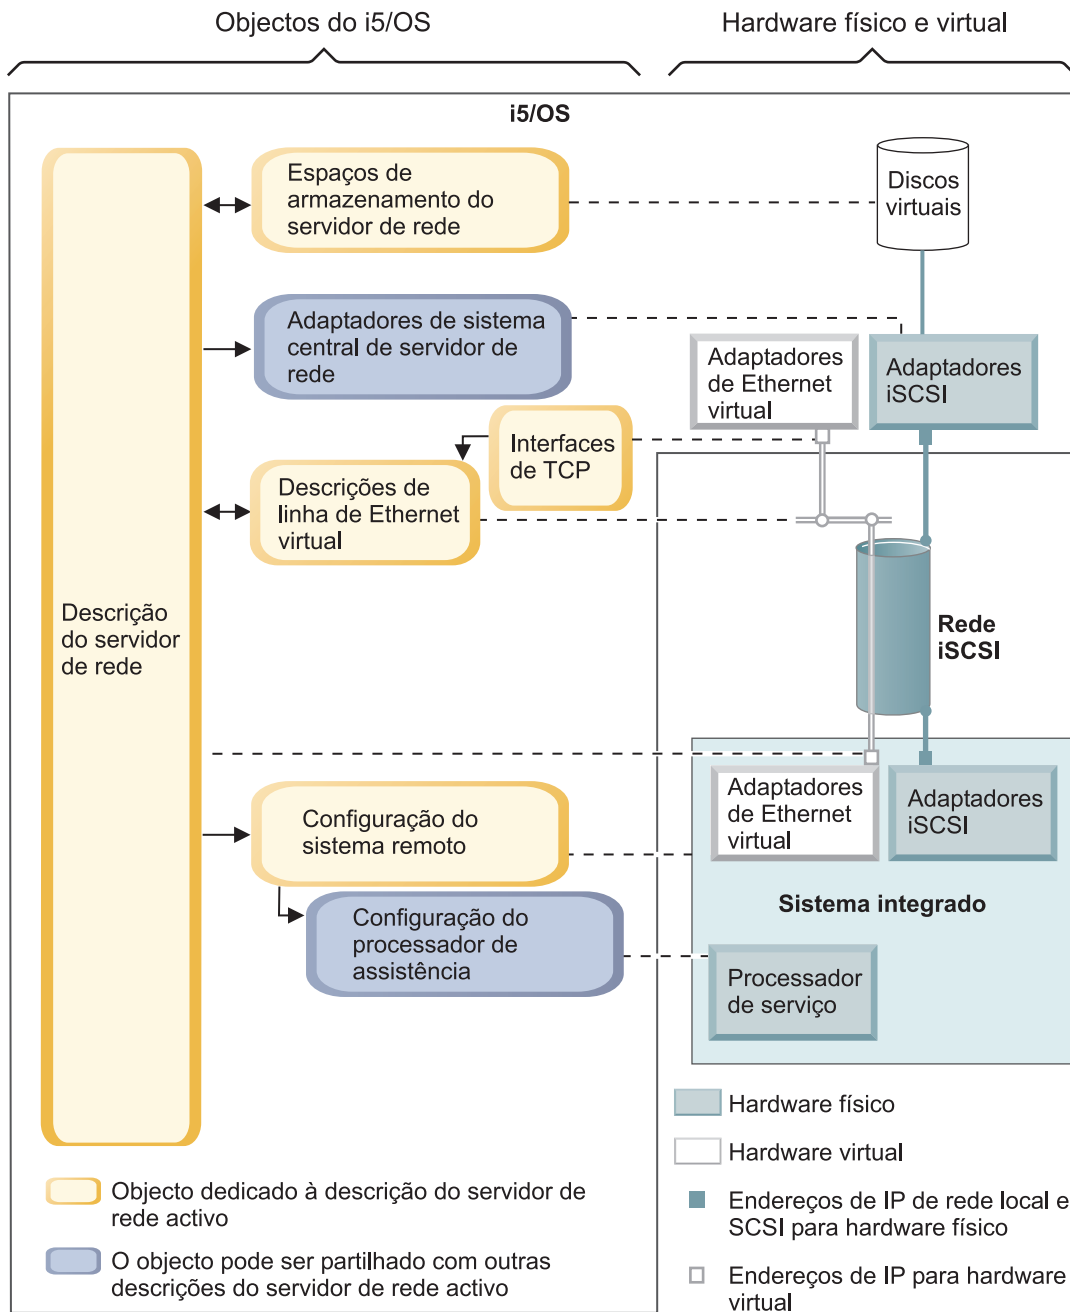 Objectos do i5/OS
Hardware físico e virtual
i5/OS
Espaços de
armazenamento do
servidor de rede
Discos
virtuais
Adaptadores de sistema
central de servidor de
rede
Adaptadores
de Ethernet
virtual
Adaptadores
iSCSI
Interfaces
de TCP
Descrições de
linha de Ethernet
virtual
Descrição
do servidor
de rede
Rede
iSCSI
Adaptadores
de Ethernet
virtual
Adaptadores
iSCSI
Configuração do
sistema remoto
Sistema integrado
Configuração do
processador de
assistência
Processador
de serviço
Hardware físico
Hardware virtual
Objecto dedicado à descrição do servidor de
rede activo
Endereços de IP de rede local e
SCSI para hardware físico
O objecto pode ser partilhado com outras
descrições do servidor de rede activo
Endereços de IP para hardware
virtual